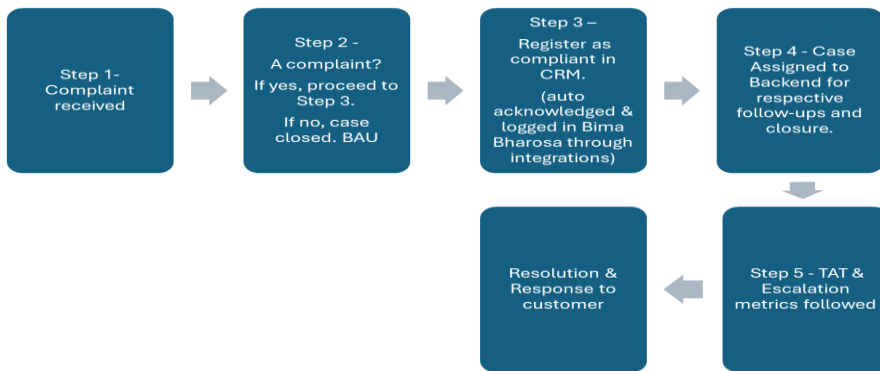 Step 1-
Complaint
received
Step 2 -
A complaint?
If yes, proceed to
Step 3.
If no, case
closed. BAU
Step 3 –
Register as
compliant in
CRM.
(auto
acknowledged &
logged in Bima
Bharosa through
integrations)
Step 4 - Case
Assigned to
Backend for
respective
follow-ups and
closure.
Step 5 - TAT &
Escalation
metrics followed
Resolution &
Response to
customer